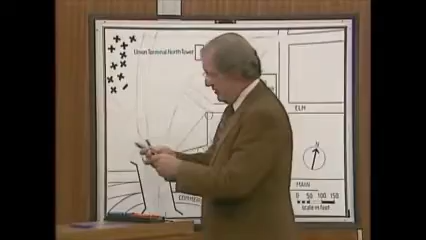 Union Terminal North Tower
ELM
N
MAIN
0 50 100 150
scale in feet